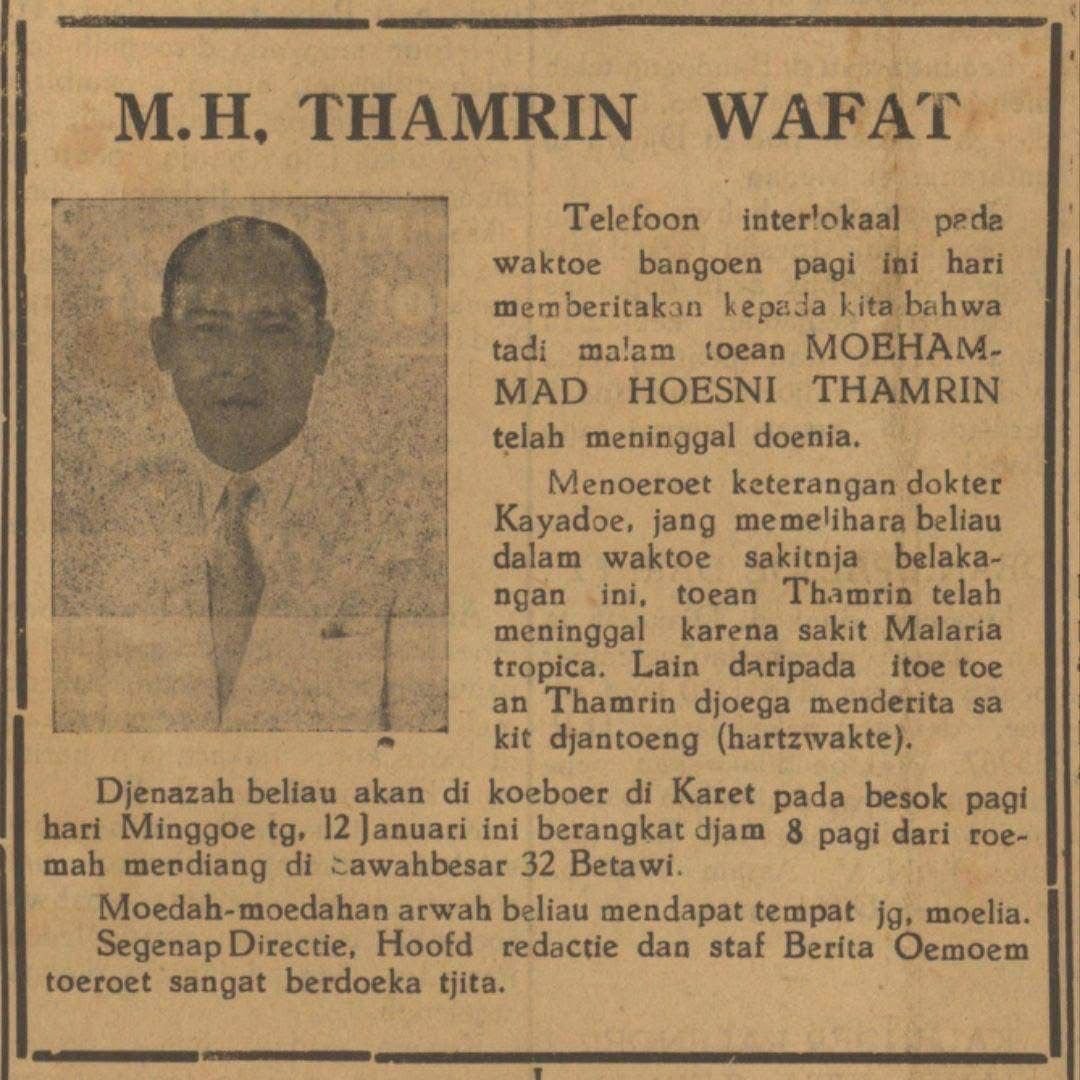 M.H. THAMRIN WAFAT
Telefoon interlokaal pada
waktoe bangoen pagi ini hari
memberitakan kepada kita bahwa
tadi malam toean MOEHAM-
MAD HOESNI THAMRIN
telah meninggal doenia.
Menoeroet keterangan dokter
Kayadoe, jang memelihara beliau
dalam waktoe sakitnja belaka-
ngan ini, toean Thamrin telah
meninggal karena sakit Malaria
tropica. Lain daripada itoe toe
an Thamrin djoega menderita sa
kit djantoeng (hartzwakte).
Djenazah beliau akan di koeboer di Karet pada besok pagi
hari Minggoe tg, 12 Januari ini berangkat djam 8 pagi dari roe-
mah mendiang di Sawahbesar 32 Betawi.
Moedah-moedahan arwah beliau mendapat tempat jg, moelia.
Segenap Directie, Hoofd redactie dan staf Berita Oemoem
toeroet sangat berdoeka tjita.